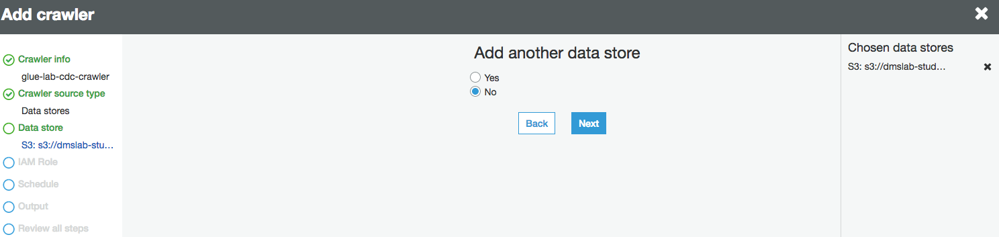 Add crawler
Crawler info
glue-lab-cdc-crawler
Crawler source type
Data stores
Data store
S3: s3://dmslab-stu...
IAM Role
Schedule
Output
Review all steps
Add another data store
Yes
No
Back
Next
Chosen data stores
S3: s3://dmslab-stud...